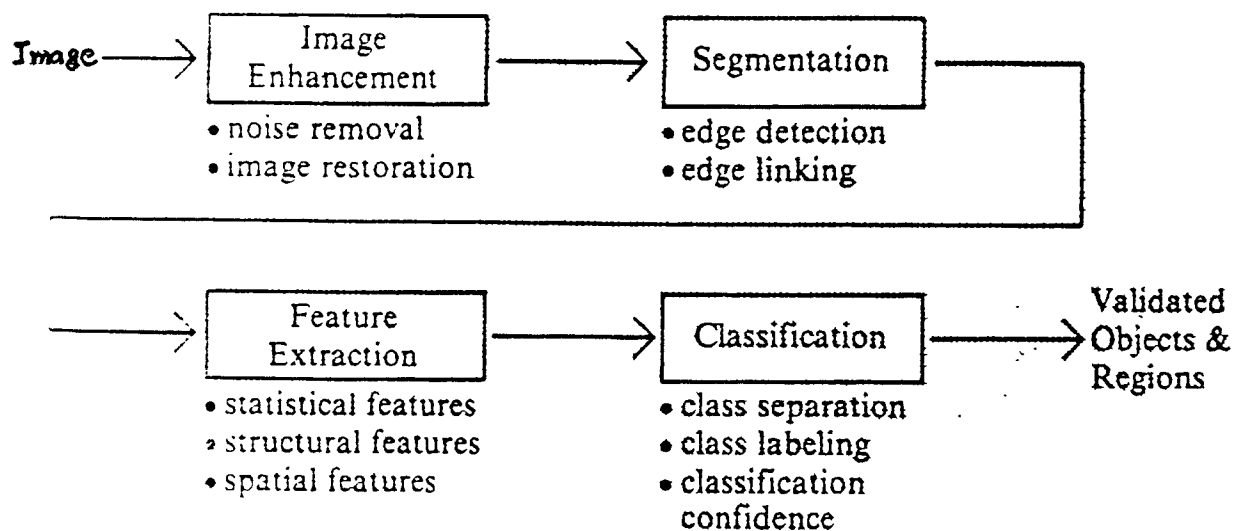 Image
Image
Enhancement
• noise removal
• image restoration
Segmentation
• edge detection
• edge linking
Feature
Extraction
• statistical features
• structural features
• spatial features
Classification
• class separation
• class labeling
• classification
confidence
Validated
Objects &
Regions